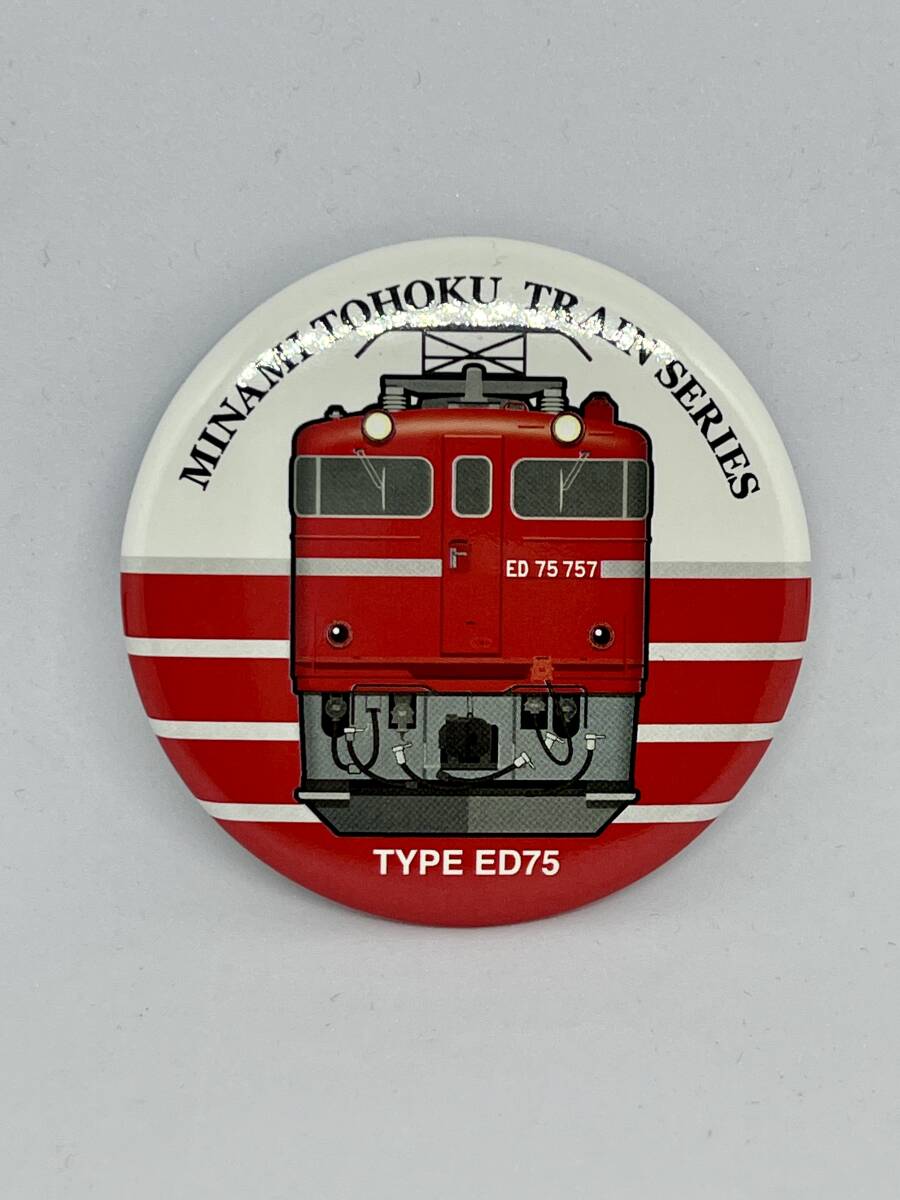 MINAMI TOHOKU TRAIN SERIES
ED 75 757
TYPE ED75